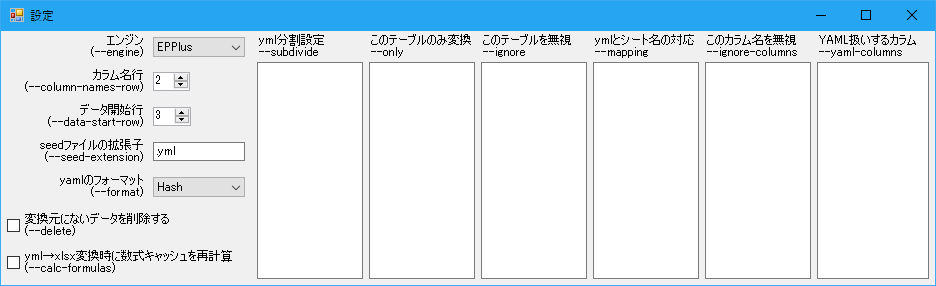 設定
エンジン
(--engine)
EPPlus
カラム名行
(--column-names-row)
2
データ開始行
(--data-start-row)
3
seedファイルの拡張子
(--seed-extension)
.yml
yamlのフォーマット
(--format)
Hash
変換元にないデータを削除する
(--delete)
yml→xlsx変換時に数式キャッシュを再計算
(--calc-formulas)
yml分割設定
--subdivide
このテーブルのみ変換
--only
このテーブルを無視
--ignore
ymlとシート名の対応
--mapping
このカラム名を無視
--ignore-columns
YAML扱いするカラム
--yaml-columns